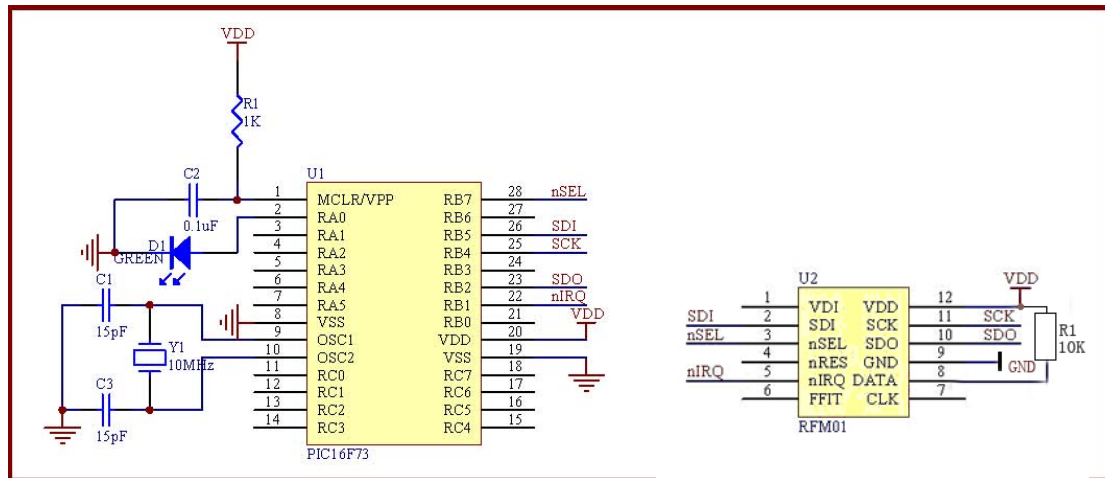 VDD
R1
1K
U1
C2
0.1uF
D1
GREEN
1 MCLR/VPP RB7 28 nSEL
2 RA0 RB6 27
3 RA1 RB5 26 SDI
4 RA2 RB4 25 SCK
5 RA3 RB3 24
6 RA4 RB2 23 SDO
7 RA5 RB1 22 nIRQ
8 VSS RB0 21
9 OSC1 VDD 20 VDD
10 OSC2 VSS 19
11 RC0 RC7 18
12 RC1 RC6 17
13 RC2 RC5 16
14 RC3 RC4 15
PIC16F73
C1
15pF
Y1
10MHz
C3
15pF
U2
VDD
1 VDI VDD 12
SDI 2 SDI SCK 11 SCK
nSEL 3 nSEL SDO 10 SDO
4 nRES GND 9 GND
nIRQ 5 nIRQ DATA 8
6 FFIT CLK 7
RFM01
R1
10K